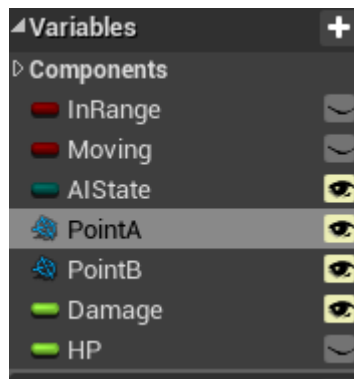 Variables
Components
InRange
Moving
AIState
PointA
PointB
Damage
HP